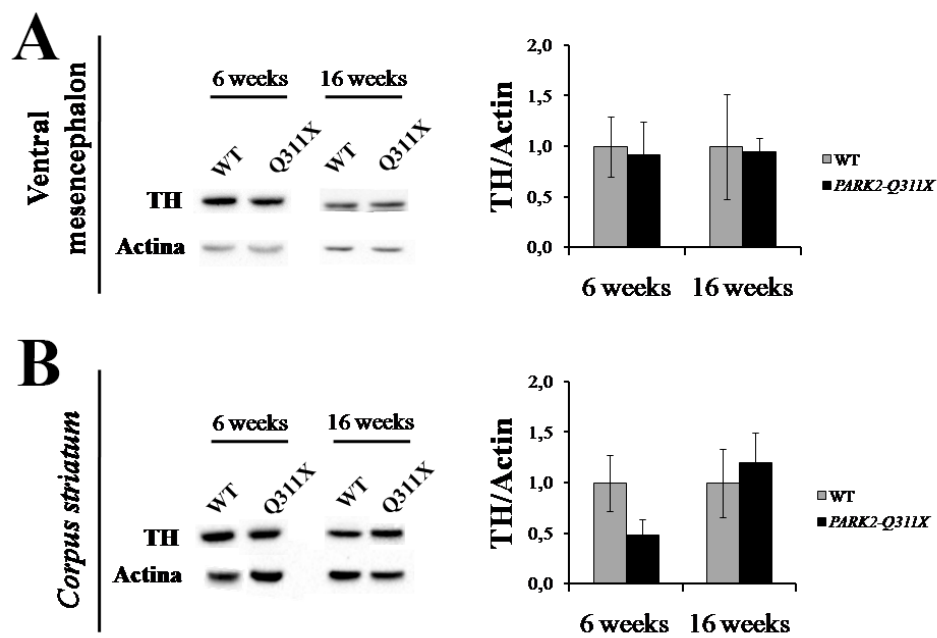 A
Ventral
mesencephalon
6 weeks
16 weeks
WT
Q311X
WT
Q311X
TH
Actina
TH/Actin
2,0
1,5
1,0
0,5
0,0
6 weeks
16 weeks
WT
PARK2-Q311X
B
Corpus striatum
6 weeks
16 weeks
WT
Q311X
WT
Q311X
TH
Actina
TH/Actin
2,0
1,5
1,0
0,5
0,0
6 weeks
16 weeks
WT
PARK2-Q311X